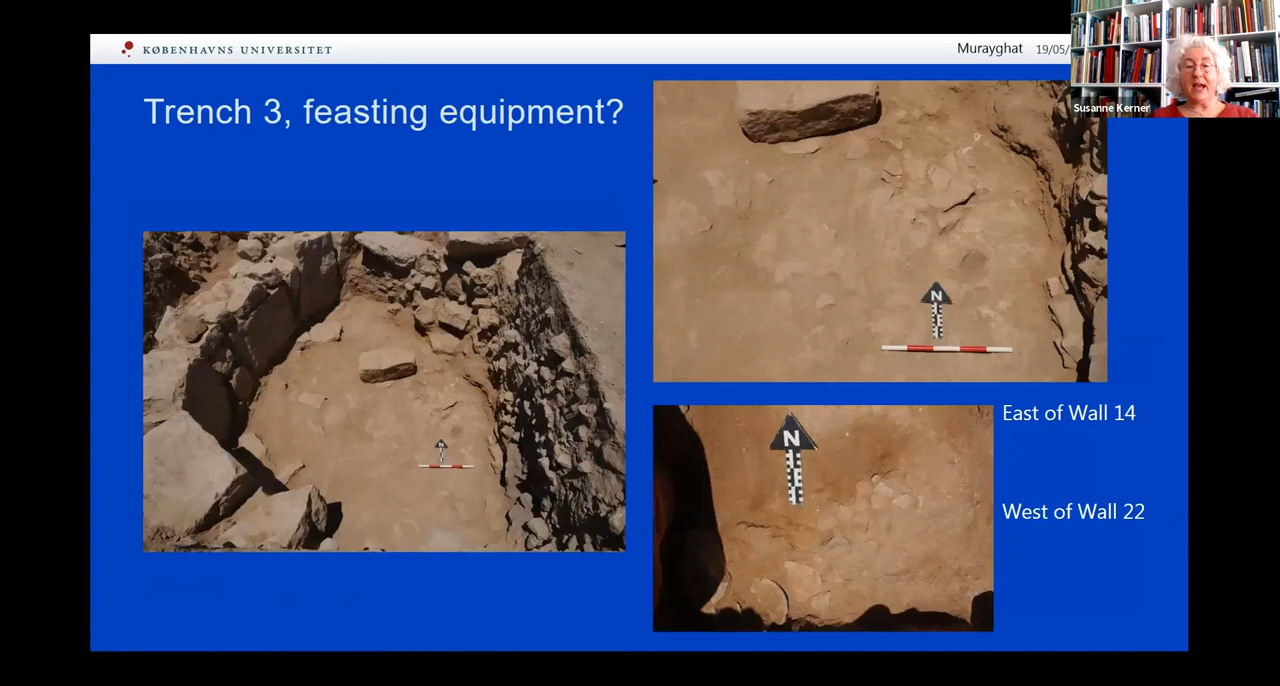 KØBENHAVNS UNIVERSITET
Murayghat 19/05/
Susanne Kerner
Trench 3, feasting equipment?
N
N
East of Wall 14
N
West of Wall 22